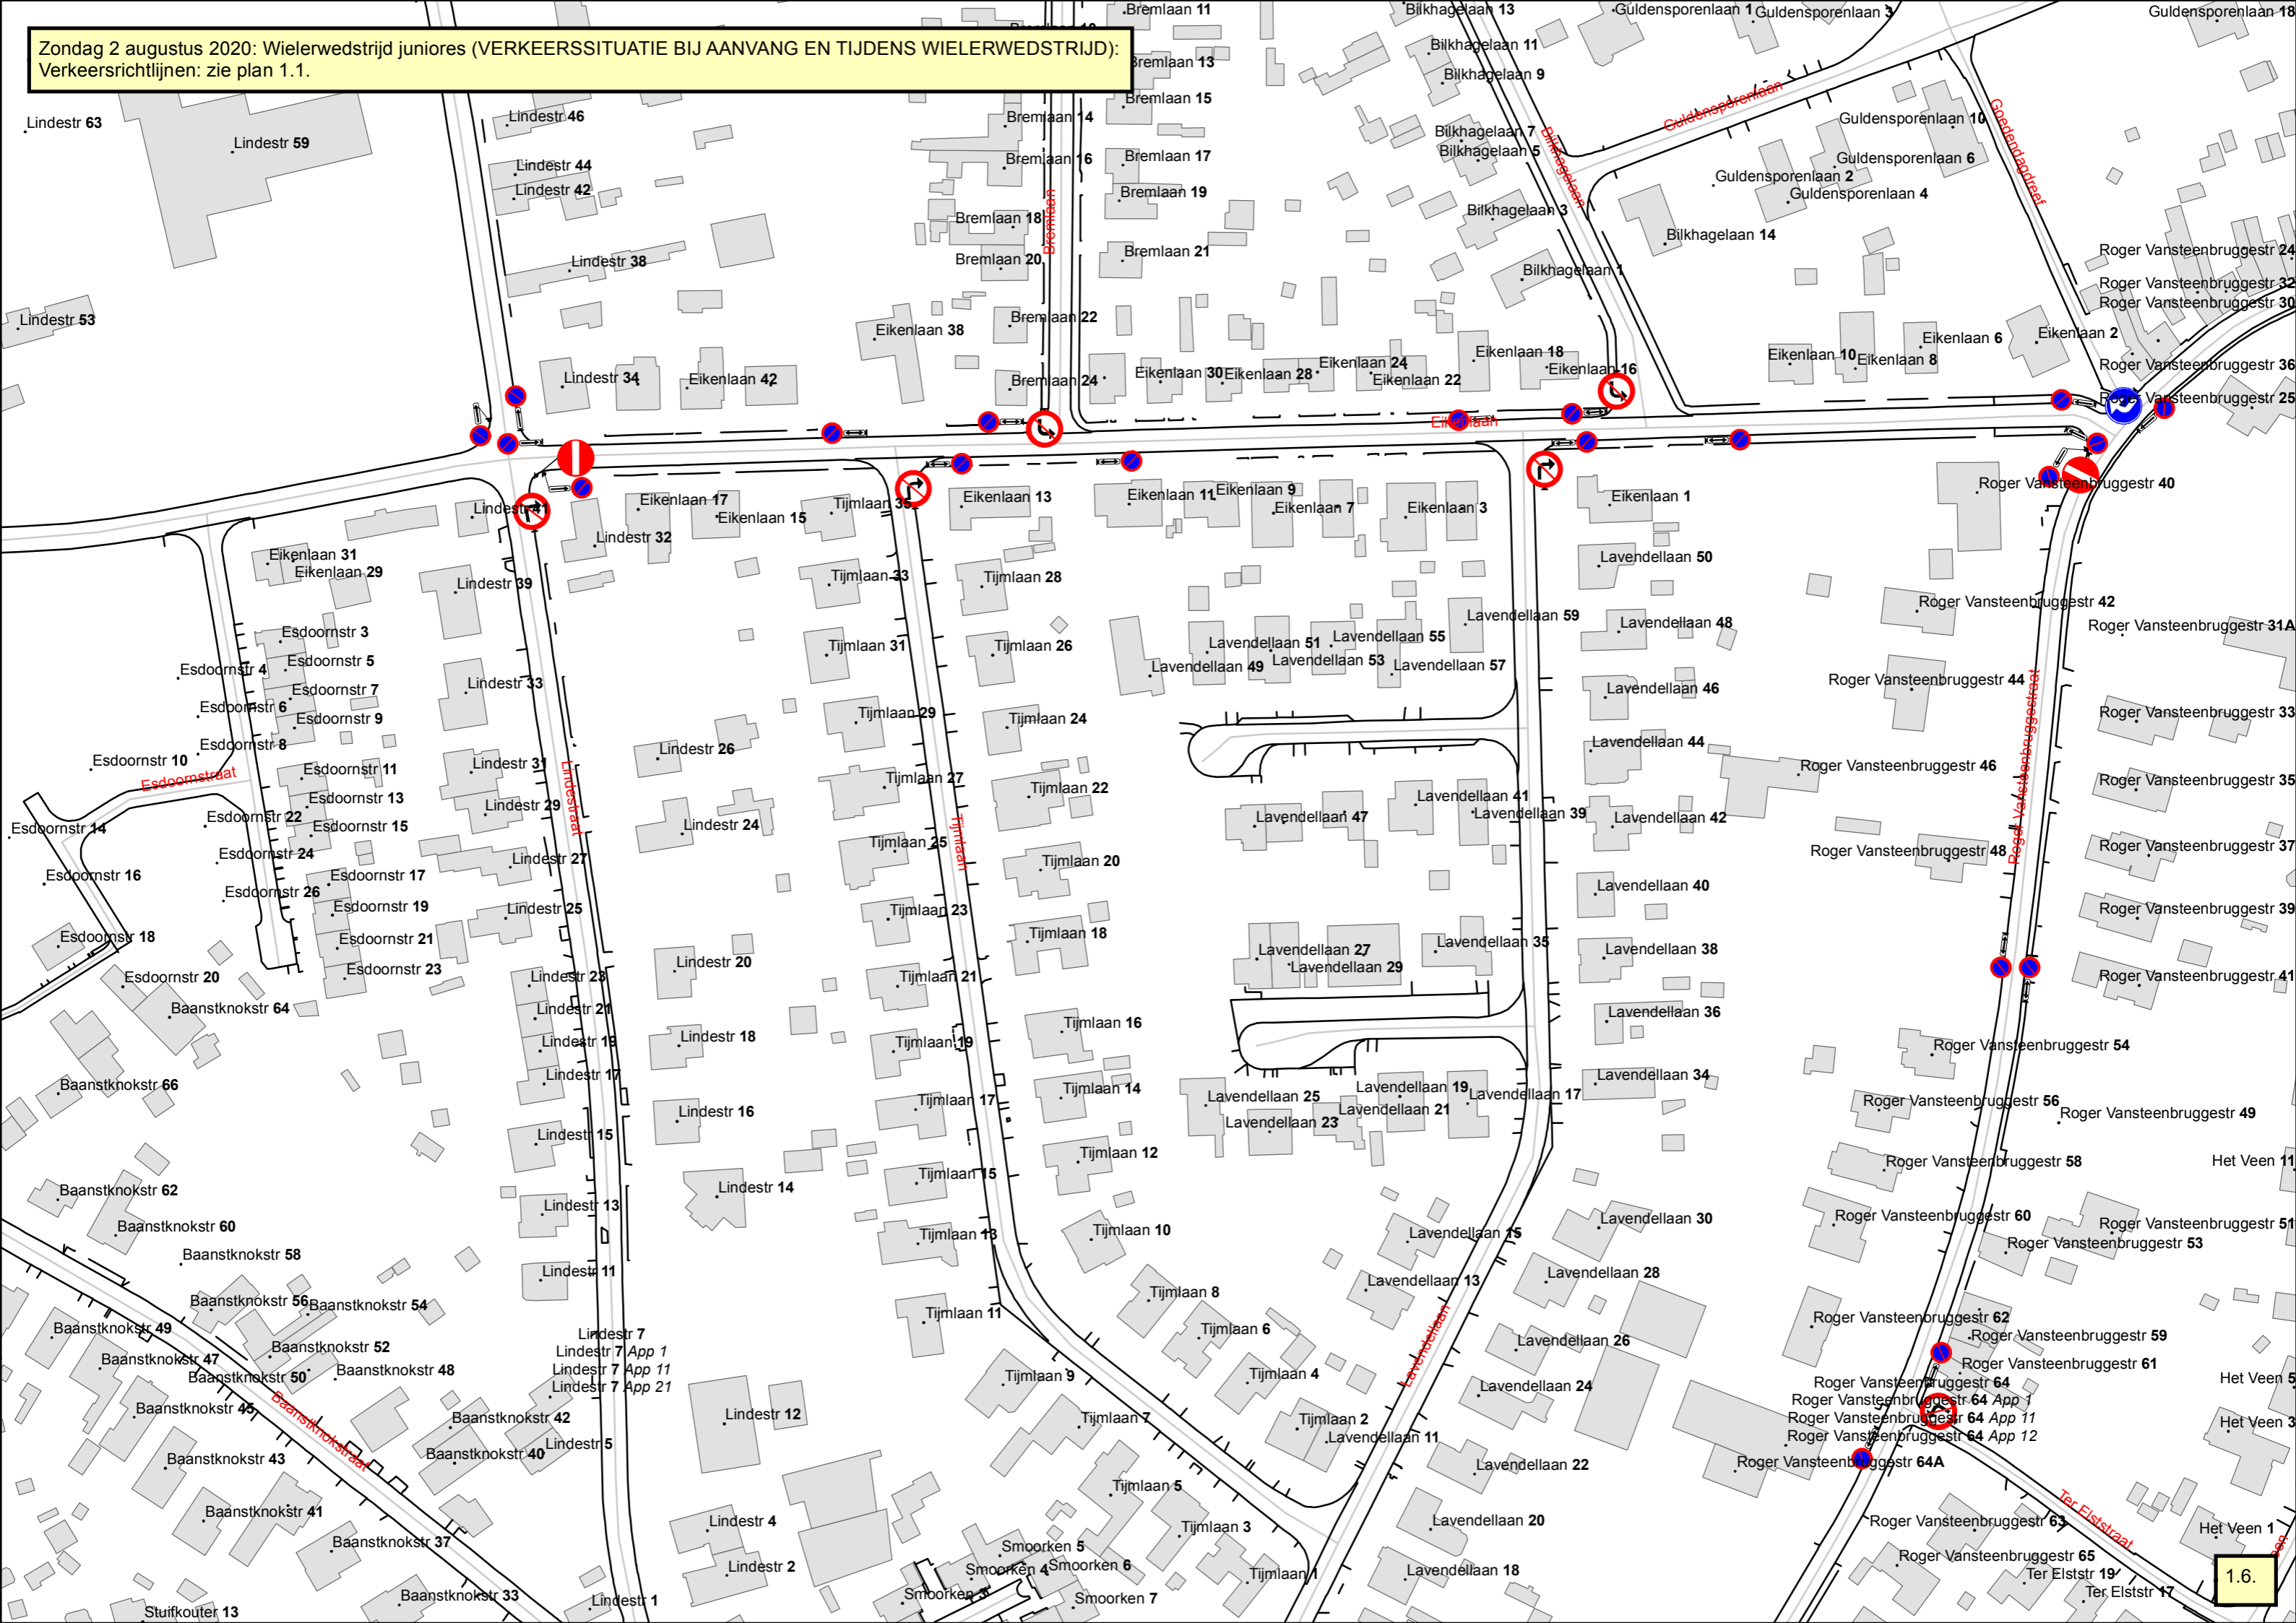 Zondag 2 augustus 2020: Wielerwedstrijd juniores (VERKEERSSITUATIE BIJ AANVANG EN TIJDENS WIELERWEDSTRIJD):
Verkeersrichtlijnen: zie plan 1.1.
Bremlaan 11
Bilkhagelaan 13
Guldensporenlaan 1
Guldensporenlaan 3
Guldensporenlaan 18
Bilkhagelaan 11
Bremlaan 13
Bilkhagelaan 9
Bremlaan 15
Guldensporenlaan
Goedendagdreef
Lindestr 63
Lindestr 59
Lindestr 46
Bremlaan 14
Guldensporenlaan 10
Bilkhagelaan 7
Bilkhagelaan 5
Bilkhagelaan
Lindestr 44
Lindestr 42
Bremlaan 16
Bremlaan 17
Bremlaan 19
Guldensporenlaan 6
Guldensporenlaan 2
Guldensporenlaan 4
Bremlaan 18
Bremlaan
Bilkhagelaan 3
Bilkhagelaan 14
Lindestr 38
Bremlaan 20
Bremlaan 21
Bilkhagelaan 1
Roger Vansteenbruggestr 24
Roger Vansteenbruggestr 32
Roger Vansteenbruggestr 30
Lindestr 53
Eikenlaan 38
Bremlaan 22
Eikenlaan 6
Eikenlaan 2
Lindestr 34
Eikenlaan 42
Bremlaan 24
Eikenlaan 30
Eikenlaan 28
Eikenlaan 24
Eikenlaan 22
Eikenlaan 18
Eikenlaan 16
Eikenlaan 10
Eikenlaan 8
Roger Vansteenbruggestr 36
Roger Vansteenbruggestr 25
Eikenlaan
Lindestr 41
Eikenlaan 17
Eikenlaan 15
Tijmlaan 35
Eikenlaan 13
Eikenlaan 11
Eikenlaan 9
Eikenlaan 7
Eikenlaan 3
Eikenlaan 1
Roger Vansteenbruggestr 40
Lindestr 32
Eikenlaan 31
Eikenlaan 29
Lindestr 39
Tijmlaan 33
Tijmlaan 28
Lavendellaan 50
Roger Vansteenbruggestr 42
Roger Vansteenbruggestr 31A
Esdoornstr 3
Esdoornstr 5
Esdoornstr 4
Esdoornstr 7
Esdoornstr 6
Esdoornstr 9
Esdoornstr 8
Esdoornstr 10
Esdoornstraat
Esdoornstr 11
Lindestr 33
Lindestr 31
Lindestraat
Tijmlaan 31
Tijmlaan 26
Lavendellaan 59
Lavendellaan 51
Lavendellaan 55
Lavendellaan 49
Lavendellaan 53
Lavendellaan 57
Lavendellaan 48
Lavendellaan 46
Roger Vansteenbruggestr 44
Roger Vansteenbruggestraat
Roger Vansteenbruggestr 33
Tijmlaan 29
Tijmlaan 24
Lindestr 26
Lavendellaan 44
Roger Vansteenbruggestr 46
Roger Vansteenbruggestr 35
Esdoornstr 13
Esdoornstr 22
Esdoornstr 15
Esdoornstr 14
Esdoornstr 24
Lindestr 29
Lindestr 27
Lindestr 24
Tijmlaan 27
Tijmlaan 22
Tijmlaan
Tijmlaan 25
Tijmlaan 20
Lavendellaan 47
Lavendellaan 41
Lavendellaan 39
Lavendellaan 42
Roger Vansteenbruggestr 48
Roger Vansteenbruggestr 37
Esdoornstr 16
Esdoornstr 17
Esdoornstr 26
Esdoornstr 19
Lindestr 25
Tijmlaan 23
Tijmlaan 18
Lavendellaan 40
Roger Vansteenbruggestr 39
Esdoornstr 18
Esdoornstr 21
Esdoornstr 20
Esdoornstr 23
Lindestr 23
Lindestr 20
Tijmlaan 21
Lavendellaan 27
Lavendellaan 29
Lavendellaan 35
Lavendellaan 38
Roger Vansteenbruggestr 41
Baanstknokstr 64
Lindestr 21
Lindestr 19
Lindestr 18
Tijmlaan 19
Tijmlaan 16
Lavendellaan 36
Roger Vansteenbruggestr 54
Baanstknokstr 66
Lindestr 17
Lindestr 16
Tijmlaan 17
Tijmlaan 14
Lavendellaan 25
Lavendellaan 23
Lavendellaan 19
Lavendellaan 21
Lavendellaan 17
Lavendellaan 34
Roger Vansteenbruggestr 56
Roger Vansteenbruggestr 49
Lindestr 15
Tijmlaan 15
Tijmlaan 12
Roger Vansteenbruggestr 58
Het Veen 11
Baanstknokstr 62
Baanstknokstr 60
Baanstknokstr 58
Lindestr 14
Lindestr 13
Tijmlaan 13
Tijmlaan 10
Lavendellaan 15
Lavendellaan 30
Roger Vansteenbruggestr 60
Roger Vansteenbruggestr 51
Roger Vansteenbruggestr 53
Lindestr 11
Lavendellaan 13
Lavendellaan 28
Baanstknokstr 56
Baanstknokstr 54
Baanstknokstr 49
Baanstknokstr 52
Baanstknokstr 47
Baanstknokstr 50
Baanstknokstr 48
Lindestr 7
Lindestr 7 App 1
Lindestr 7 App 11
Lindestr 7 App 21
Tijmlaan 11
Tijmlaan 8
Tijmlaan 6
Tijmlaan 9
Tijmlaan 4
Lavendellaan
Lavendellaan 26
Lavendellaan 24
Roger Vansteenbruggestr 62
Roger Vansteenbruggestr 59
Roger Vansteenbruggestr 61
Roger Vansteenbruggestr 64
Roger Vansteenbruggestr 64 App 1
Roger Vansteenbruggestr 64 App 11
Roger Vansteenbruggestr 64 App 12
Roger Vansteenbruggestr 64A
Het Veen 5
Het Veen 3
Baanstknokstr 45
Baanstknokstraat
Baanstknokstr 42
Baanstknokstr 40
Baanstknokstr 43
Lindestr 5
Lindestr 12
Tijmlaan 7
Tijmlaan 2
Lavendellaan 11
Lavendellaan 22
Baanstknokstr 41
Baanstknokstr 37
Lindestr 4
Tijmlaan 5
Tijmlaan 3
Lavendellaan 20
Roger Vansteenbruggestr 63
Ter Elststraat
Het Veen 1
Lindestr 2
Smoorken 5
Smoorken 4
Smoorken 6
Smoorken 3
Smoorken 7
Tijmlaan 1
Lavendellaan 18
Roger Vansteenbruggestr 65
Ter Elststr 19
Ter Elststr 17
Baanstknokstr 33
Lindestr 1
Stuifkouter 13
1.6.